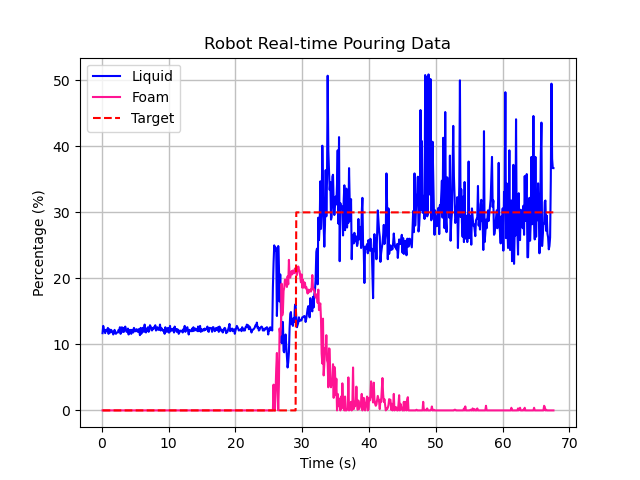 Robot Real-time Pouring Data
Liquid
Foam
Target
Percentage (%)
50
40
30
20
10
0
0 10 20 30 40 50 60 70
Time (s)